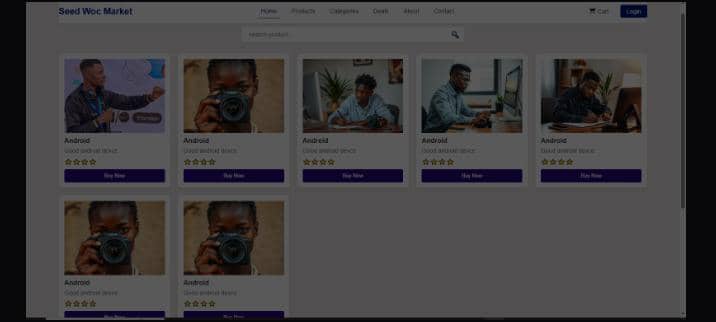 Seed Woc Market
Home Products Categories Deals About Contact
Cart Login
search product...
Android Android Android Android Android
Good android device Good android device Good android device Good android device Good android device
Buy Now Buy Now Buy Now Buy Now Buy Now
Android Android
Good android device Good android device
Buy Now Buy Now